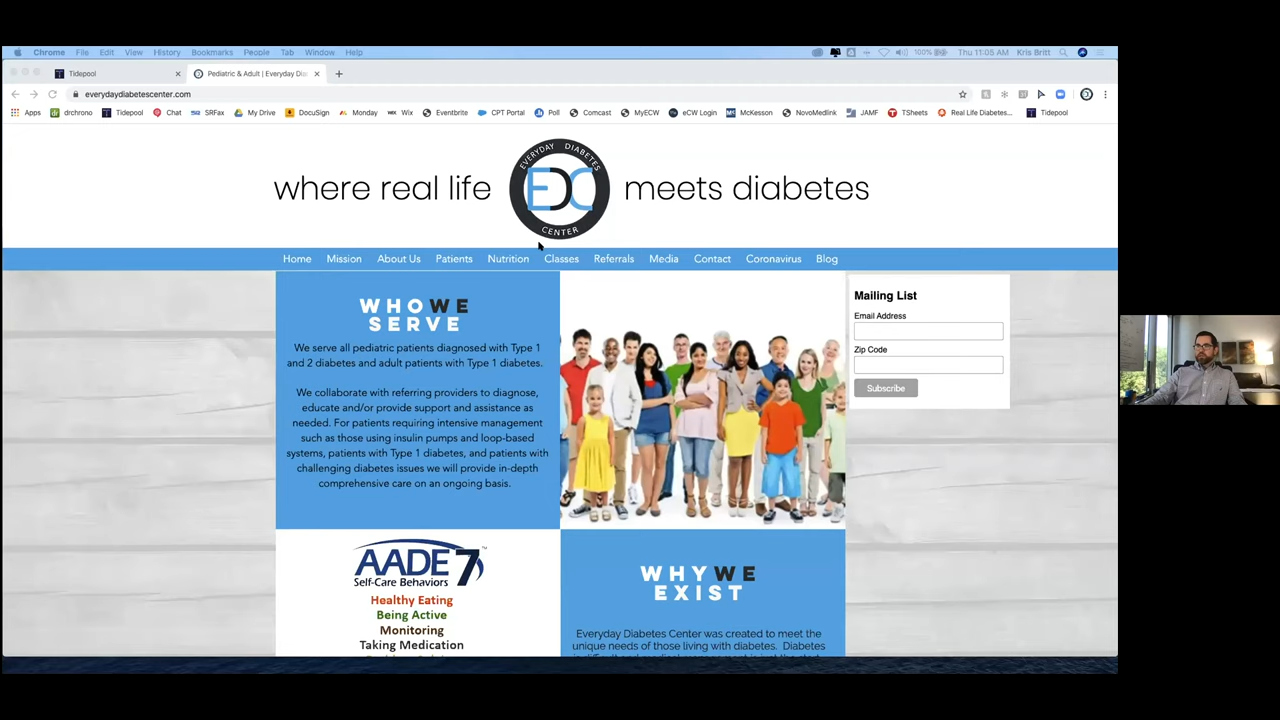 Chrome File Edit View History Bookmarks People Tab Window Help 100% Thu 11:05 AM Kris Britt
Tidepool Pediatric & Adult | Everyday Dia
everydaydiabetescenter.com
Apps drchrono Tidepool Chat SRFax My Drive DocuSign Monday Wix Eventbrite CPT Portal Poll Comcast MyECW eCW Login McKesson NovoMedlink JAMF TSheets Real Life Diabetes... Tidepool
where real life EVERYDAY DIABETES EDC CENTER meets diabetes
Home Mission About Us Patients Nutrition Classes Referrals Media Contact Coronavirus Blog
WHO WE
SERVE
We serve all pediatric patients diagnosed with Type 1
and 2 diabetes and adult patients with Type 1 diabetes.
We collaborate with referring providers to diagnose,
educate and/or provide support and assistance as
needed. For patients requiring intensive management
such as those using insulin pumps and loop-based
systems, patients with Type 1 diabetes, and patients with
challenging diabetes issues we will provide in-depth
comprehensive care on an ongoing basis.
Mailing List
Email Address
Zip Code
Subscribe
AADE7™
Self-Care Behaviors
Healthy Eating
Being Active
Monitoring
Taking Medication
WHY WE
EXIST
Everyday Diabetes Center was created to meet the
unique needs of those living with diabetes. Diabetes